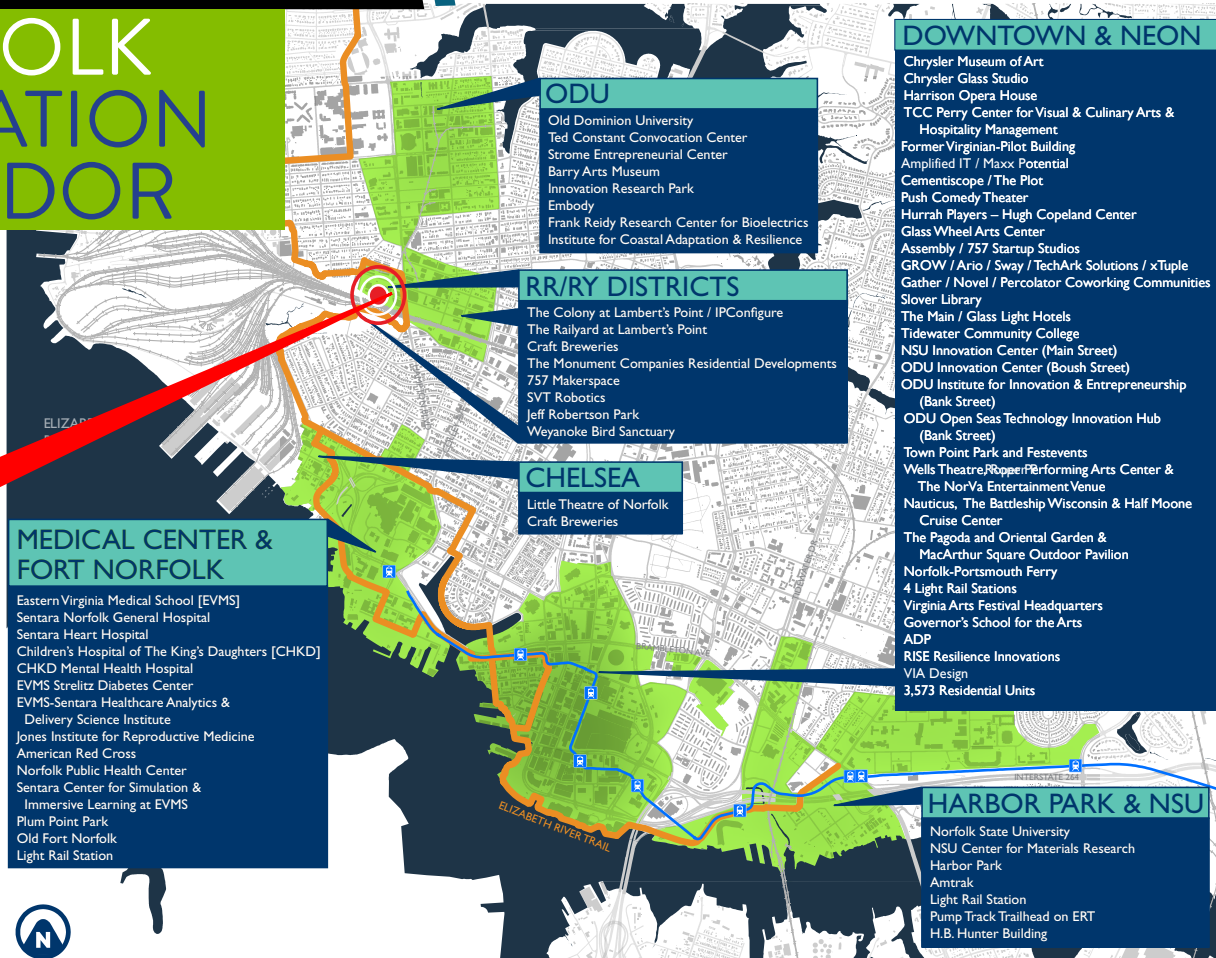 OLK
ATION
DOR
ODU
Old Dominion University
Ted Constant Convocation Center
Strome Entrepreneurial Center
Barry Arts Museum
Innovation Research Park
Embody
Frank Reidy Research Center for Bioelectrics
Institute for Coastal Adaptation & Resilience
RR/RY DISTRICTS
The Colony at Lambert's Point / IPConfigure
The Railyard at Lambert's Point
Craft Breweries
The Monument Companies Residential Developments
757 Makerspace
SVT Robotics
Jeff Robertson Park
Weyanoke Bird Sanctuary
CHELSEA
Little Theatre of Norfolk
Craft Breweries
MEDICAL CENTER &
FORT NORFOLK
Eastern Virginia Medical School [EVMS]
Sentara Norfolk General Hospital
Sentara Heart Hospital
Children's Hospital of The King's Daughters [CHKD]
CHKD Mental Health Hospital
EVMS Strelitz Diabetes Center
EVMS-Sentara Healthcare Analytics &
Delivery Science Institute
Jones Institute for Reproductive Medicine
American Red Cross
Norfolk Public Health Center
Sentara Center for Simulation &
Immersive Learning at EVMS
Plum Point Park
Old Fort Norfolk
Light Rail Station
DOWNTOWN & NEON
Chrysler Museum of Art
Chrysler Glass Studio
Harrison Opera House
TCC Perry Center for Visual & Culinary Arts &
Hospitality Management
Former Virginian-Pilot Building
Amplified IT / Maxx Potential
Cementiscope / The Plot
Push Comedy Theater
Hurrah Players – Hugh Copeland Center
Glass Wheel Arts Center
Assembly / 757 Startup Studios
GROW / Ario / Sway / TechArk Solutions / xTuple
Gather / Novel / Percolator Coworking Communities
Slover Library
The Main / Glass Light Hotels
Tidewater Community College
NSU Innovation Center (Main Street)
ODU Innovation Center (Boush Street)
ODU Institute for Innovation & Entrepreneurship
(Bank Street)
ODU Open Seas Technology Innovation Hub
(Bank Street)
Town Point Park and Festevents
Wells Theatre, Roper Performing Arts Center &
The NorVa Entertainment Venue
Nauticus, The Battleship Wisconsin & Half Moone
Cruise Center
The Pagoda and Oriental Garden &
MacArthur Square Outdoor Pavilion
Norfolk-Portsmouth Ferry
4 Light Rail Stations
Virginia Arts Festival Headquarters
Governor's School for the Arts
ADP
RISE Resilience Innovations
VIA Design
3,573 Residential Units
HARBOR PARK & NSU
Norfolk State University
NSU Center for Materials Research
Harbor Park
Amtrak
Light Rail Station
Pump Track Trailhead on ERT
H.B. Hunter Building
ELIZABETH RIVER TRAIL
BRAMBLETON AVE
INTERSTATE 264
N